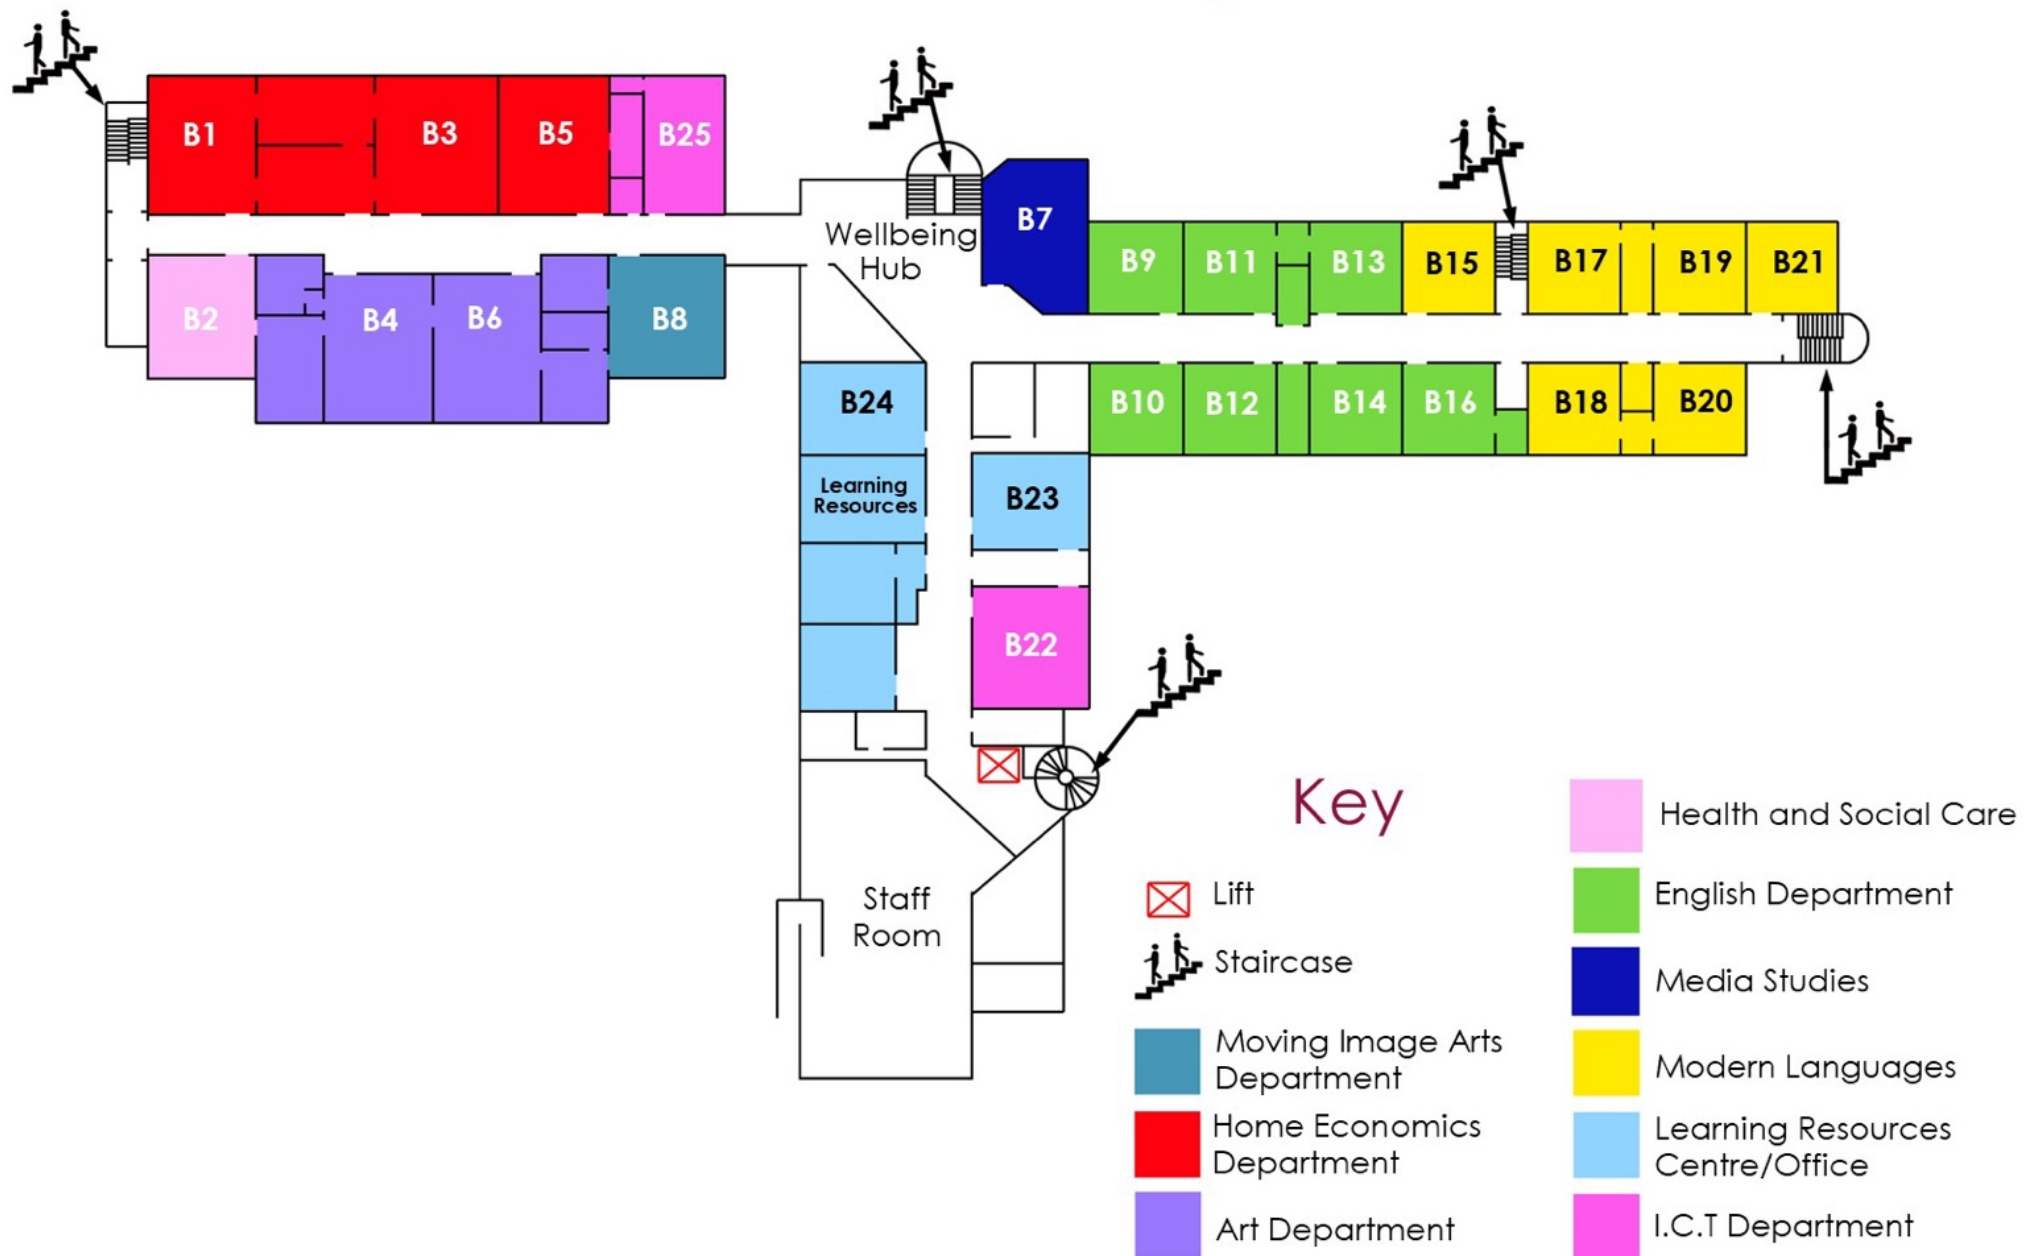 B1
B3
B5
B25
B2
B4
B6
B8
Wellbeing
Hub
B7
B9
B11
B13
B15
B17
B19
B21
B10
B12
B14
B16
B18
B20
B24
Learning
Resources
B23
B22
Staff
Room
Key
Lift
Staircase
Moving Image Arts
Department
Home Economics
Department
Art Department
Health and Social Care
English Department
Media Studies
Modern Languages
Learning Resources
Centre/Office
I.C.T Department